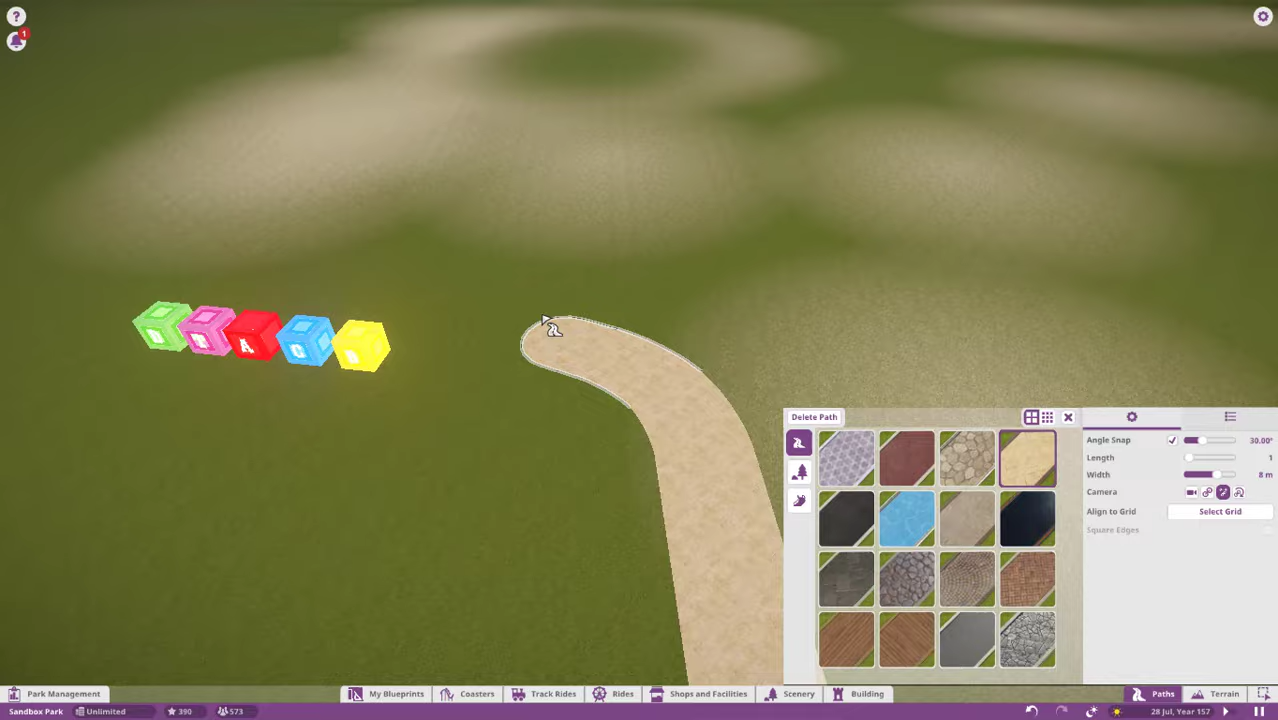 ?
1
A
Delete Path
Angle Snap 30.00°
Length 1
Width 8 m
Camera
Align to Grid Select Grid
Square Edges
Park Management My Blueprints Coasters Track Rides Rides Shops and Facilities Scenery Building Paths Terrain
Sandbox Park Unlimited 390 573 28 Jul, Year 157